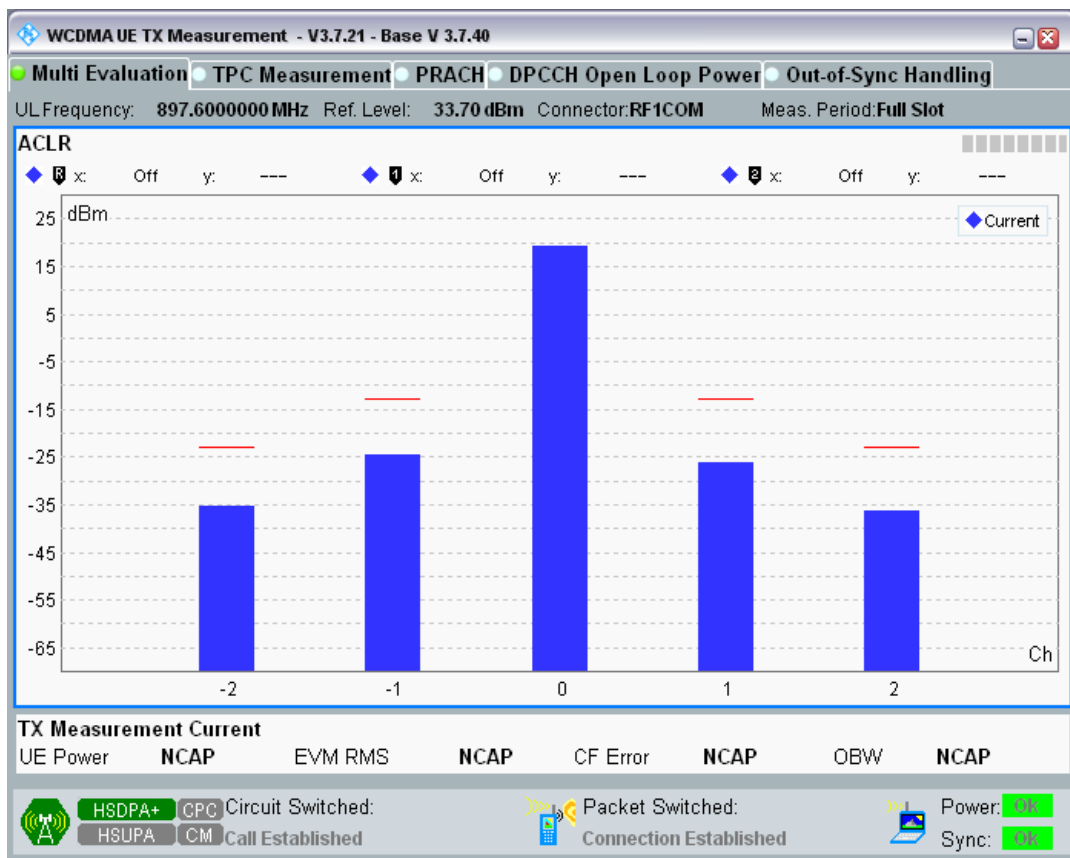 WCDMA UE TX Measurement - V3.7.21 - Base V 3.7.40
Multi Evaluation TPC Measurement PRACH DPCCH Open Loop Power Out-of-Sync Handling
UL Frequency: 897.6000000 MHz Ref. Level: 33.70 dBm Connector:RF1COM Meas. Period:Full Slot
ACLR
R x: Off y: --- 1 x: Off y: --- 2 x: Off y: ---
dBm
Current
25
15
5
-5
-15
-25
-35
-45
-55
-65
Ch
-2 -1 0 1 2
TX Measurement Current
UE Power NCAP EVM RMS NCAP CF Error NCAP OBW NCAP
HSDPA+ CPC Circuit Switched: Packet Switched: Power: Ok
HSUPA CM Call Established Connection Established Sync: Ok